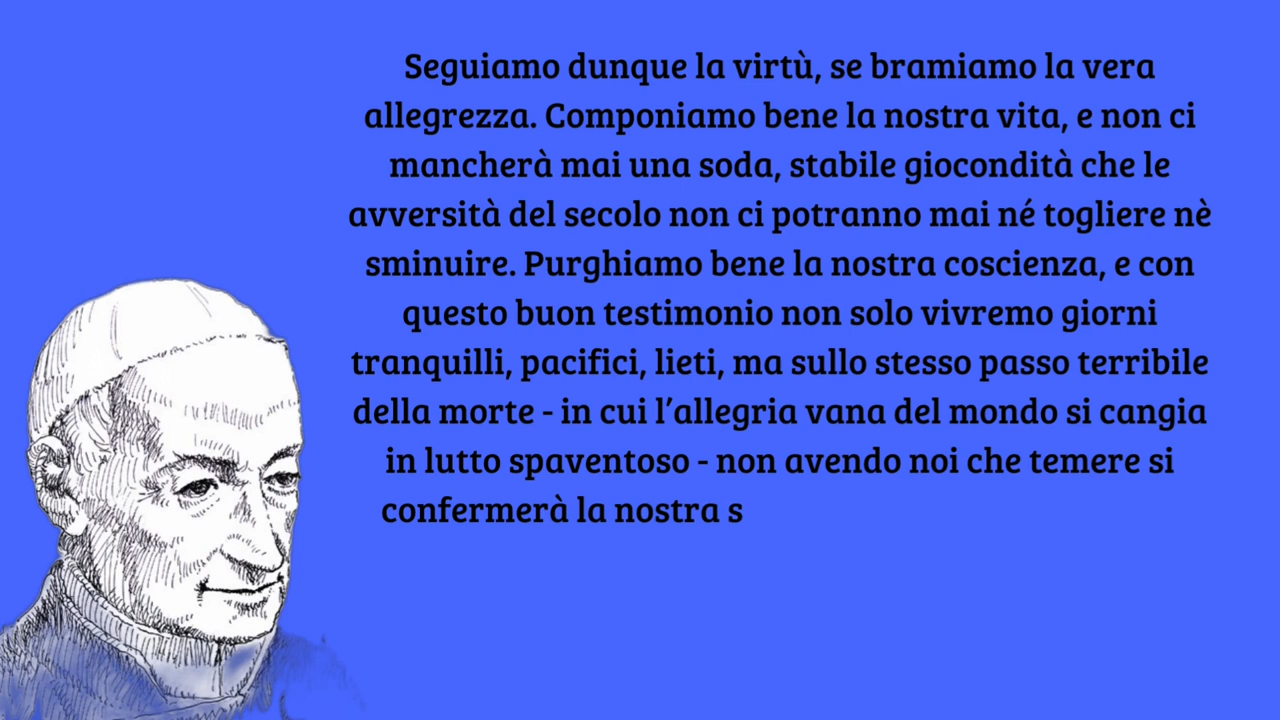 Seguiamo dunque la virtù, se bramiamo la vera
allegrezza. Componiamo bene la nostra vita, e non ci
mancherà mai una soda, stabile giocondità che le
avversità del secolo non ci potranno mai né togliere nè
sminuire. Purghiamo bene la nostra coscienza, e con
questo buon testimonio non solo vivremo giorni
tranquilli, pacifici, lieti, ma sullo stesso passo terribile
della morte - in cui l’allegria vana del mondo si cangia
in lutto spaventoso - non avendo noi che temere si
confermerà la nostra s